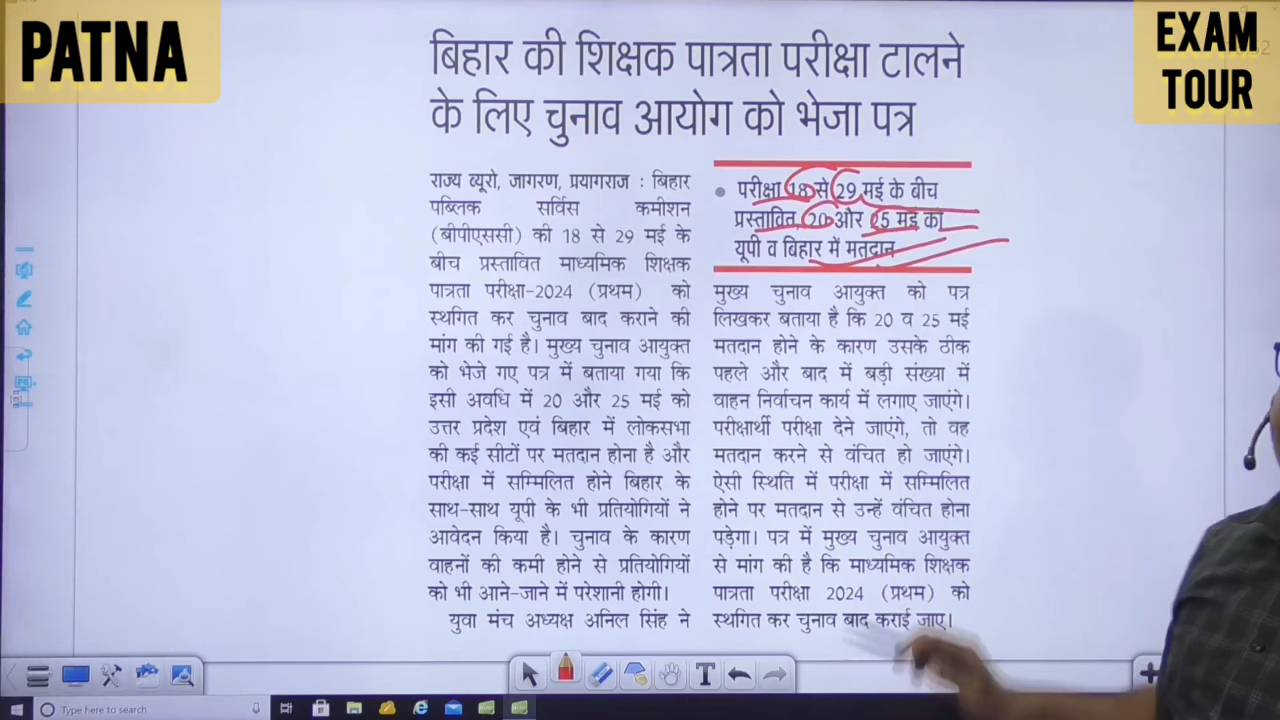 PATNA
EXAM
TOUR
बिहार की शिक्षक पात्रता परीक्षा टालने
के लिए चुनाव आयोग को भेजा पत्र
राज्य ब्यूरो, जागरण, प्रयागराज : बिहार
पब्लिक सर्विस कमीशन
(बीपीएससी) की 18 से 29 मई के
बीच प्रस्तावित माध्यमिक शिक्षक
पात्रता परीक्षा-2024 (प्रथम) को
स्थगित कर चुनाव बाद कराने की
मांग की गई है। मुख्य चुनाव आयुक्त
को भेजे गए पत्र में बताया गया कि
इसी अवधि में 20 और 25 मई को
उत्तर प्रदेश एवं बिहार में लोकसभा
की कई सीटों पर मतदान होना है और
परीक्षा में सम्मिलित होने बिहार के
साथ-साथ यूपी के भी प्रतियोगियों ने
आवेदन किया है। चुनाव के कारण
वाहनों की कमी होने से प्रतियोगियों
को भी आने-जाने में परेशानी होगी।
युवा मंच अध्यक्ष अनिल सिंह ने
● परीक्षा 18 से 29 मई के बीच
प्रस्तावित, 20 और 25 मई को
यूपी व बिहार में मतदान
मुख्य चुनाव आयुक्त को पत्र
लिखकर बताया है कि 20 व 25 मई
मतदान होने के कारण उसके ठीक
पहले और बाद में बड़ी संख्या में
वाहन निर्वाचन कार्य में लगाए जाएंगे।
परीक्षार्थी परीक्षा देने जाएंगे, तो वह
मतदान करने से वंचित हो जाएंगे।
ऐसी स्थिति में परीक्षा में सम्मिलित
होने पर मतदान से उन्हें वंचित होना
पड़ेगा। पत्र में मुख्य चुनाव आयुक्त
से मांग की है कि माध्यमिक शिक्षक
पात्रता परीक्षा 2024 (प्रथम) को
स्थगित कर चुनाव बाद कराई जाए।
T
Type here to search